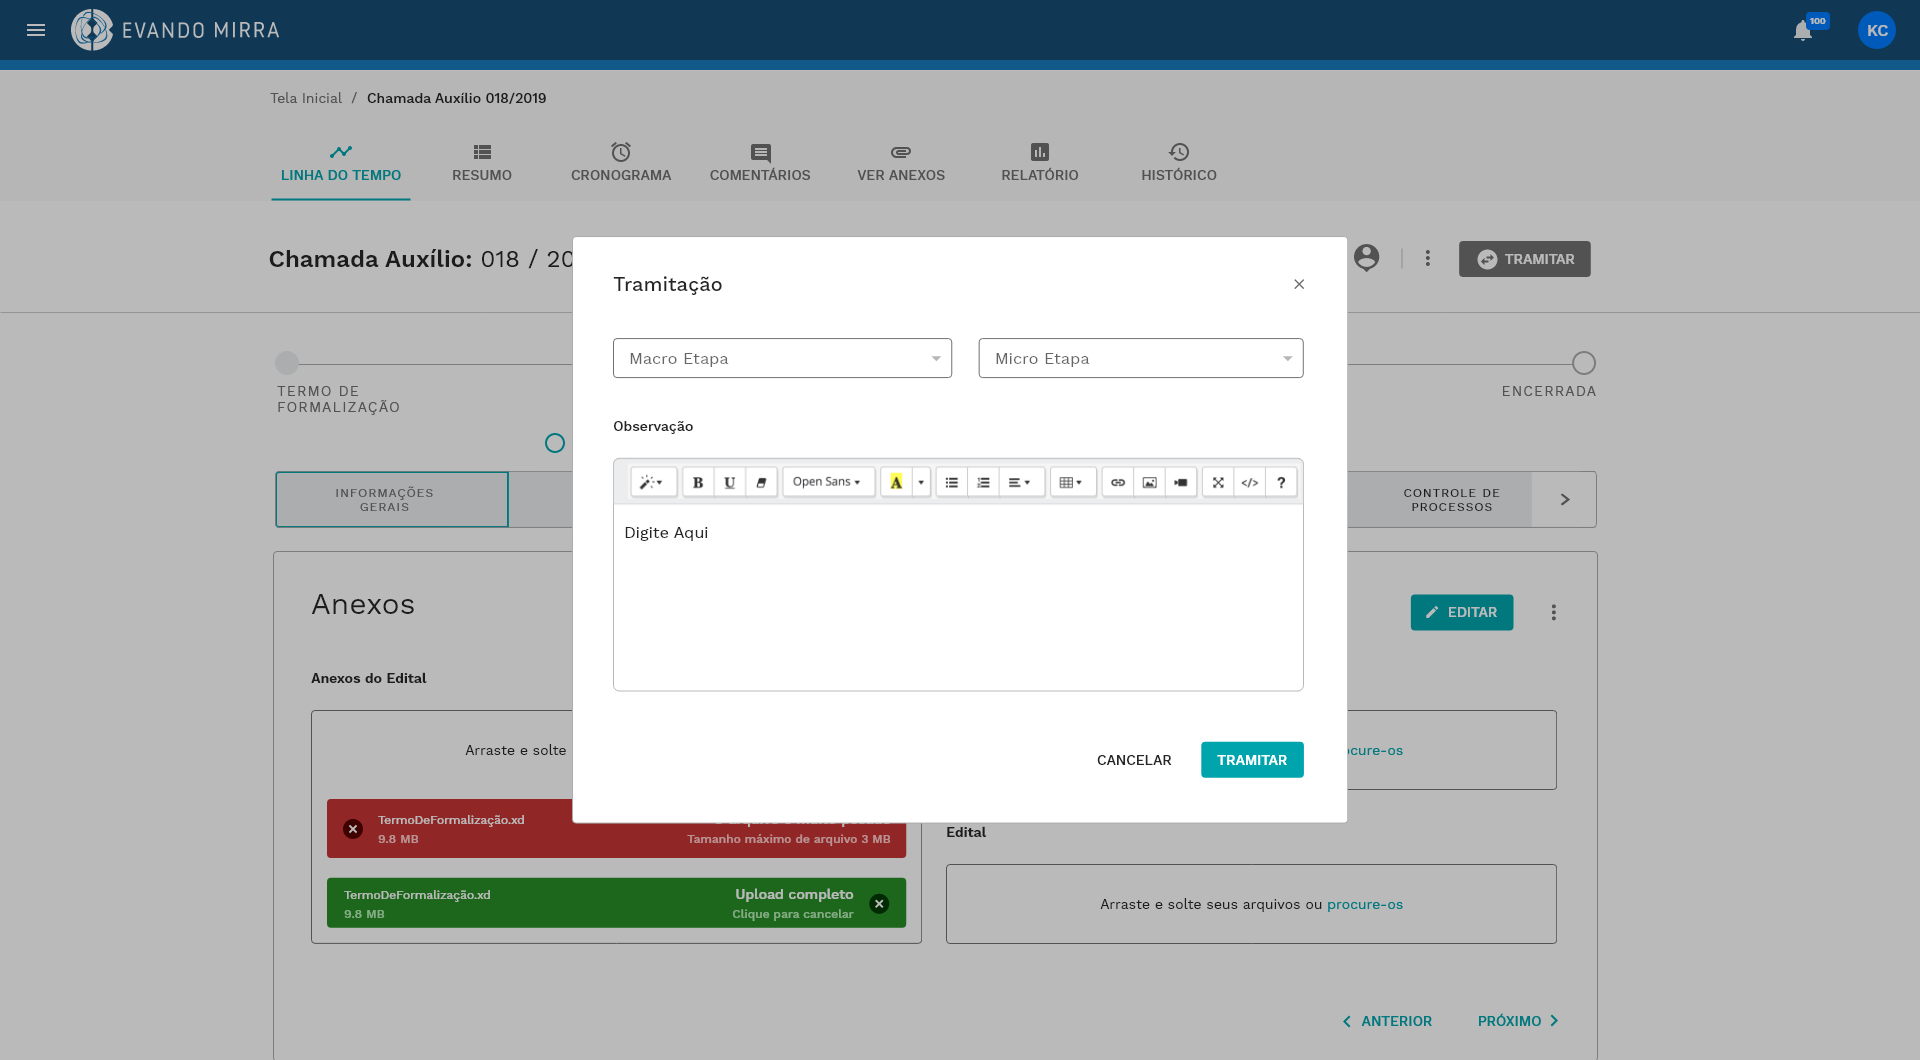 EVANDO MIRRA
100
KC
Tela Inicial / Chamada Auxílio 018/2019
LINHA DO TEMPO
RESUMO
CRONOGRAMA
COMENTÁRIOS
VER ANEXOS
RELATÓRIO
HISTÓRICO
Chamada Auxílio: 018 / 20
TRAMITAR
TERMO DE
FORMALIZAÇÃO
ENCERRADA
INFORMAÇÕES
GERAIS
CONTROLE DE
PROCESSOS
Tramitação
Macro Etapa
Micro Etapa
Observação
B U Open Sans A </> ?
Digite Aqui
CANCELAR
TRAMITAR
Anexos
EDITAR
Anexos do Edital
Arraste e solte
ocure-os
TermoDeFormalização.xd
9.8 MB
Tamanho máximo de arquivo 3 MB
TermoDeFormalização.xd
9.8 MB
Upload completo
Clique para cancelar
Edital
Arraste e solte seus arquivos ou procure-os
ANTERIOR
PRÓXIMO